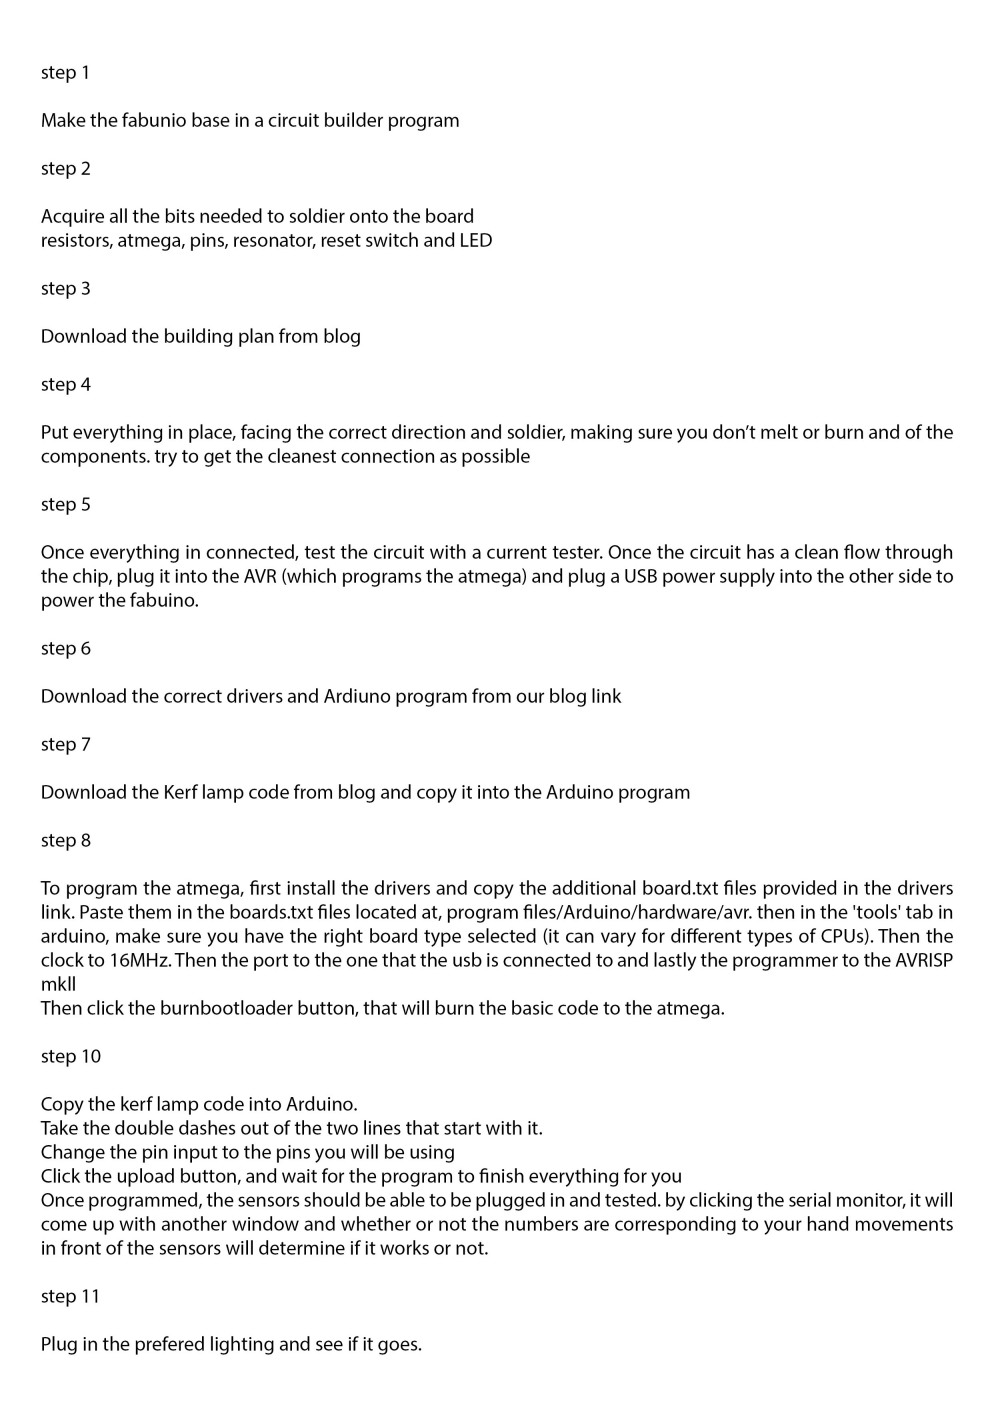 step 1
Make the fabunio base in a circuit builder program
step 2
Acquire all the bits needed to soldier onto the board
resistors, atmega, pins, resonator, reset switch and LED
step 3
Download the building plan from blog
step 4
Put everything in place, facing the correct direction and soldier, making sure you don’t melt or burn and of the
components. try to get the cleanest connection as possible
step 5
Once everything in connected, test the circuit with a current tester. Once the circuit has a clean flow through
the chip, plug it into the AVR (which programs the atmega) and plug a USB power supply into the other side to
power the fabuino.
step 6
Download the correct drivers and Ardiuno program from our blog link
step 7
Download the Kerf lamp code from blog and copy it into the Arduino program
step 8
To program the atmega, first install the drivers and copy the additional board.txt files provided in the drivers
link. Paste them in the boards.txt files located at, program files/Arduino/hardware/avr. then in the 'tools' tab in
arduino, make sure you have the right board type selected (it can vary for different types of CPUs). Then the
clock to 16MHz. Then the port to the one that the usb is connected to and lastly the programmer to the AVRISP
mkll
Then click the burnbootloader button, that will burn the basic code to the atmega.
step 10
Copy the kerf lamp code into Arduino.
Take the double dashes out of the two lines that start with it.
Change the pin input to the pins you will be using
Click the upload button, and wait for the program to finish everything for you
Once programmed, the sensors should be able to be plugged in and tested. by clicking the serial monitor, it will
come up with another window and whether or not the numbers are corresponding to your hand movements
in front of the sensors will determine if it works or not.
step 11
Plug in the prefered lighting and see if it goes.